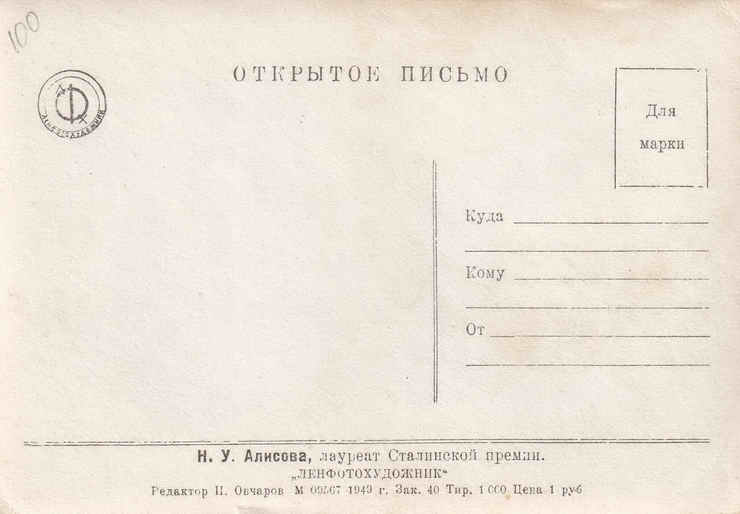 100
ОТКРЫТОЕ ПИСЬМО
ЛЕНФОТОХУДОЖНИК
Для
марки
Куда
Кому
От
Н. У. Алисова, лауреат Сталинской премии.
„ЛЕНФОТОХУДОЖНИК“
Редактор Н. Овчаров М 09567 1949 г. Зак. 40 Тир. 1 000 Цена 1 руб